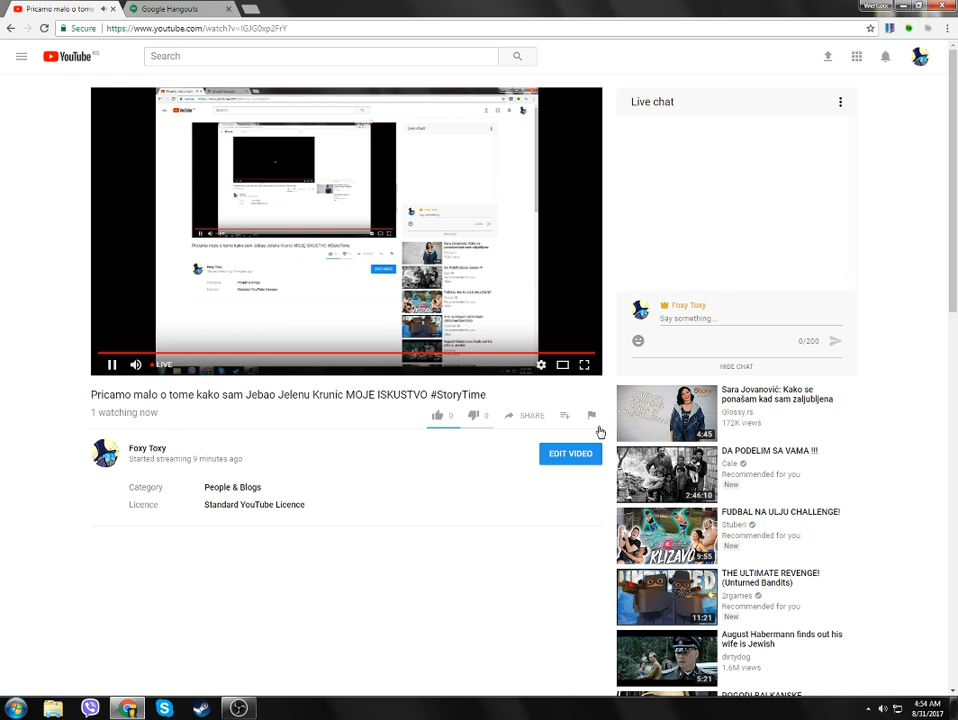 Pricamo malo o tome
Google Hangouts
Wertuxx
Secure
https://www.youtube.com/watch?v=IGJG0xp2FrY
YouTube RS
Search
Live chat
Foxy Toxy
Say something...
0/200
HIDE CHAT
LIVE
Pricamo malo o tome kako sam Jebao Jelenu Krunic MOJE ISKUSTVO #StoryTime
1 watching now
0
0
SHARE
Foxy Toxy
Started streaming 9 minutes ago
EDIT VIDEO
Category People & Blogs
Licence Standard YouTube Licence
4:45
Sara Jovanović: Kako se
ponašam kad sam zaljubljena
Glossy.rs
172K views
2:46:10
DA PODELIM SA VAMA !!!
Ćale
Recommended for you
New
KLIZAVO
9:55
FUDBAL NA ULJU CHALLENGE!
Stuberi
Recommended for you
New
11:21
THE ULTIMATE REVENGE!
(Unturned Bandits)
2rgames
Recommended for you
New
5:21
August Habermann finds out his
wife is Jewish
dirtydog
1.6M views
4:54 AM
8/31/2017